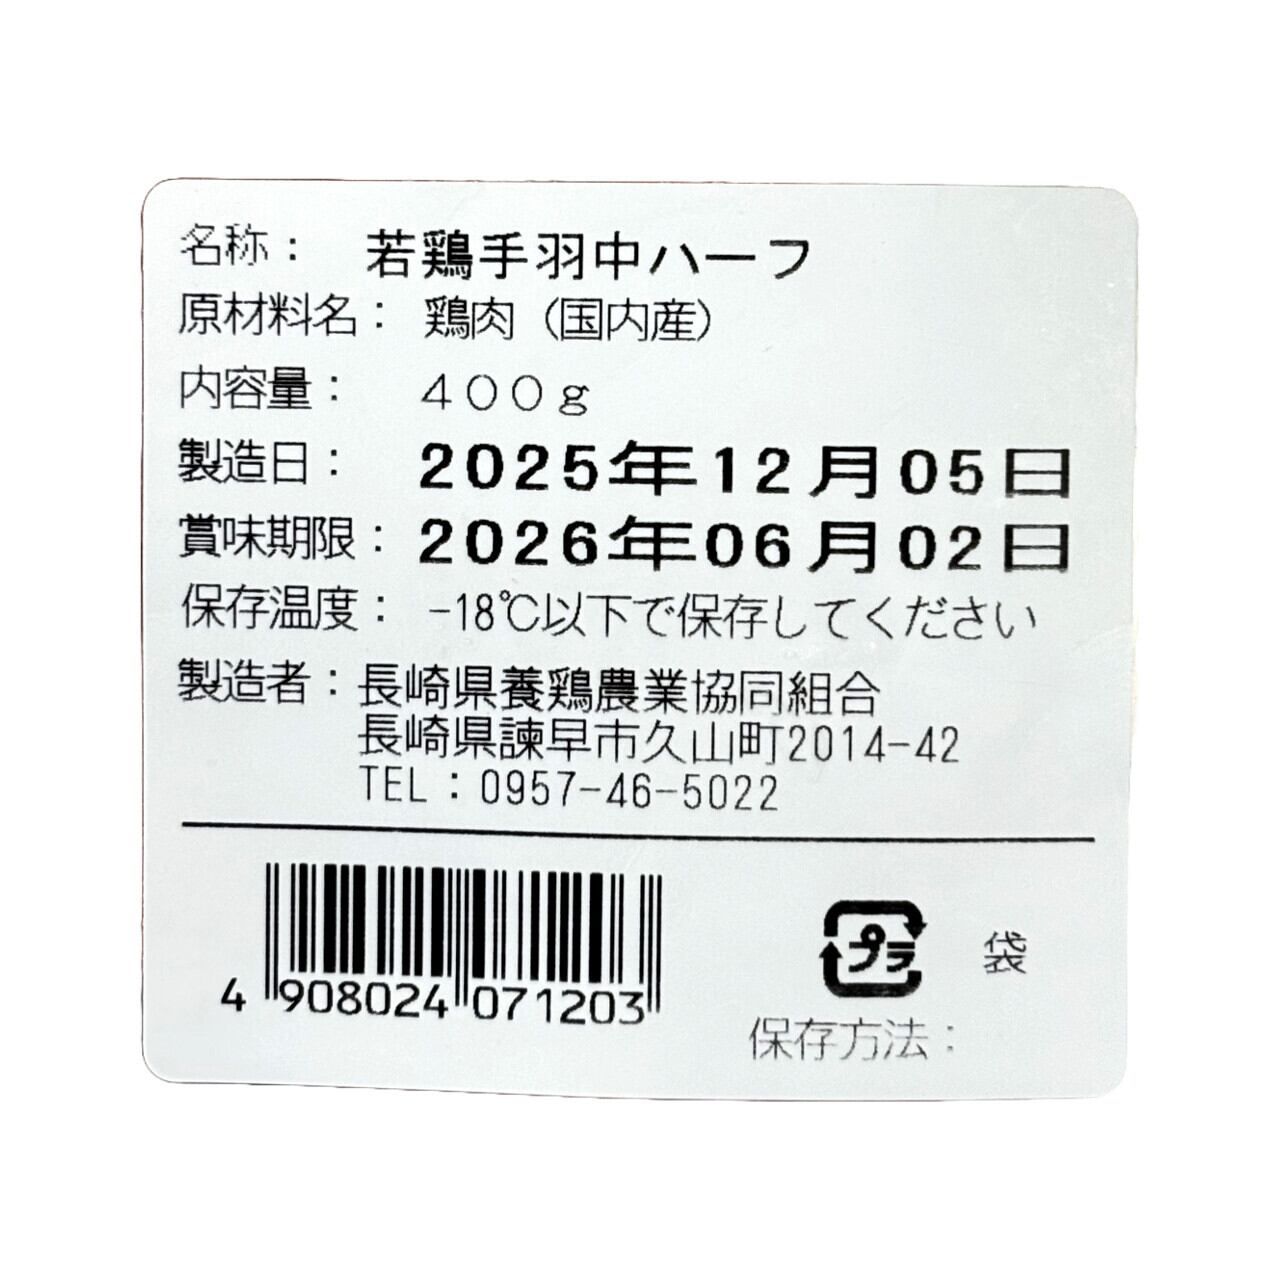 名称： 若鶏手羽中ハーフ
原材料名： 鶏肉（国内産）
内容量： ４００ｇ
製造日： 2025年12月05日
賞味期限： 2026年06月02日
保存温度： -18℃以下で保存してください
製造者：長崎県養鶏農業協同組合
長崎県諫早市久山町2014-42
TEL：0957-46-5022
4 908024 071203
プラ 袋
保存方法：